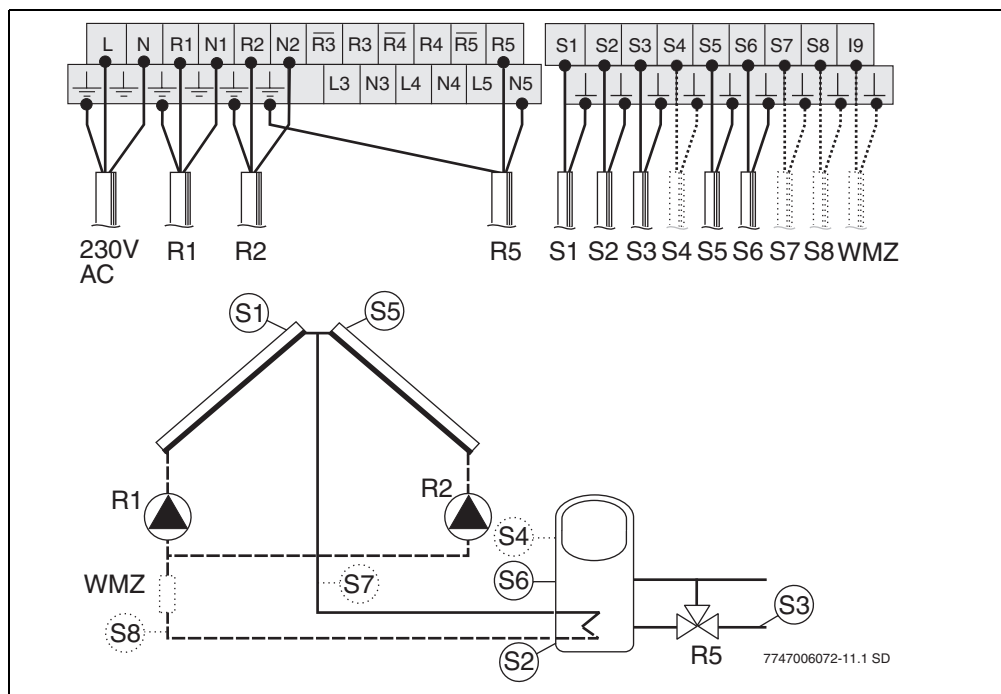 L N R1 N1 R2 N2 R̅3̅ R3 R̅4̅ R4 R̅5̅ R5
S1 S2 S3 S4 S5 S6 S7 S8 I9
L3 N3 L4 N4 L5 N5
230V
AC
R1 R2 R5 S1 S2 S3 S4 S5 S6 S7 S8 WMZ
S1 S5
R1 R2
S4
WMZ S7 S6
S8 S3
S2 R5
7747006072-11.1 SD